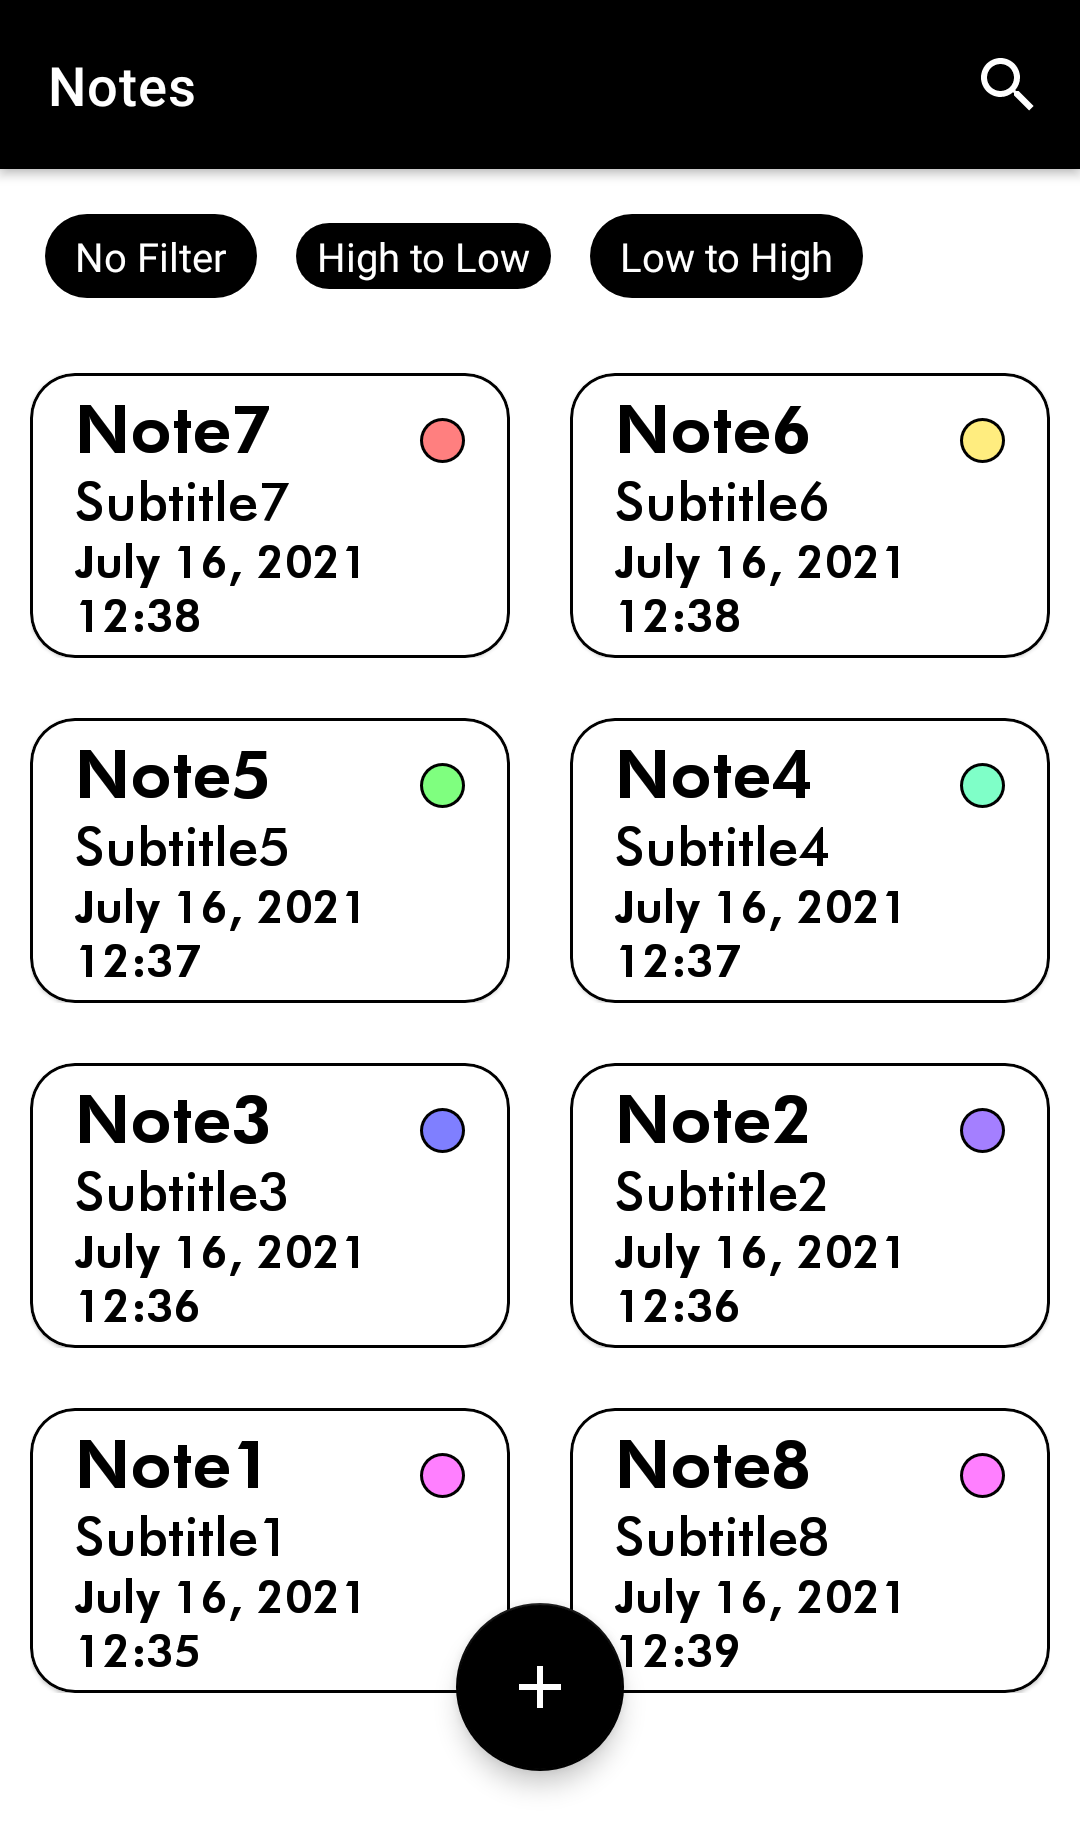 Notes
No Filter
High to Low
Low to High
Note7
Subtitle7
July 16, 2021
12:38
Note6
Subtitle6
July 16, 2021
12:38
Note5
Subtitle5
July 16, 2021
12:37
Note4
Subtitle4
July 16, 2021
12:37
Note3
Subtitle3
July 16, 2021
12:36
Note2
Subtitle2
July 16, 2021
12:36
Note1
Subtitle1
July 16, 2021
12:35
Note8
Subtitle8
July 16, 2021
12:39